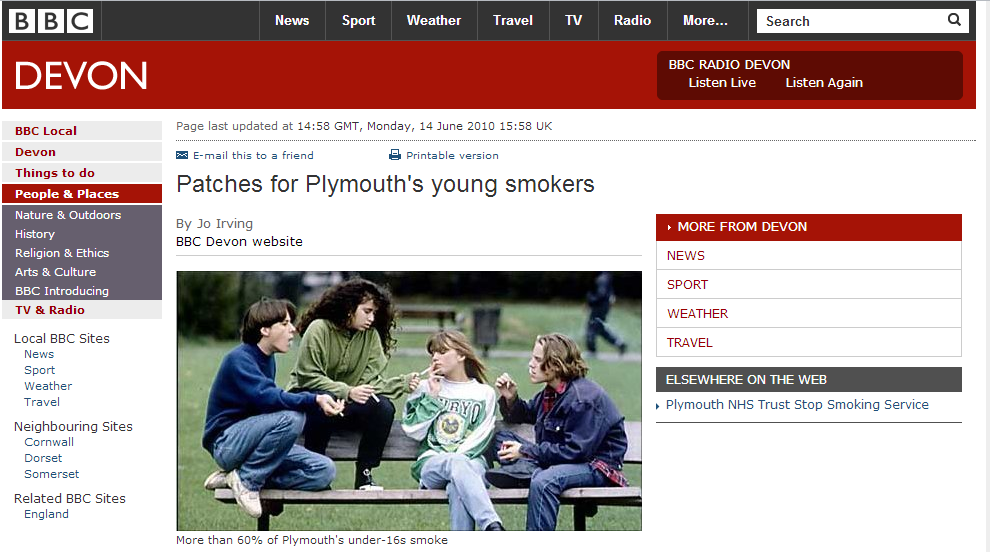 BBC
News
Sport
Weather
Travel
TV
Radio
More...
Search
DEVON
BBC RADIO DEVON
Listen Live
Listen Again
BBC Local
Devon
Things to do
People & Places
Nature & Outdoors
History
Religion & Ethics
Arts & Culture
BBC Introducing
TV & Radio
Local BBC Sites
News
Sport
Weather
Travel
Neighbouring Sites
Cornwall
Dorset
Somerset
Related BBC Sites
England
Page last updated at 14:58 GMT, Monday, 14 June 2010 15:58 UK
E-mail this to a friend
Printable version
Patches for Plymouth's young smokers
By Jo Irving
BBC Devon website
More than 60% of Plymouth's under-16s smoke
MORE FROM DEVON
NEWS
SPORT
WEATHER
TRAVEL
ELSEWHERE ON THE WEB
Plymouth NHS Trust Stop Smoking Service